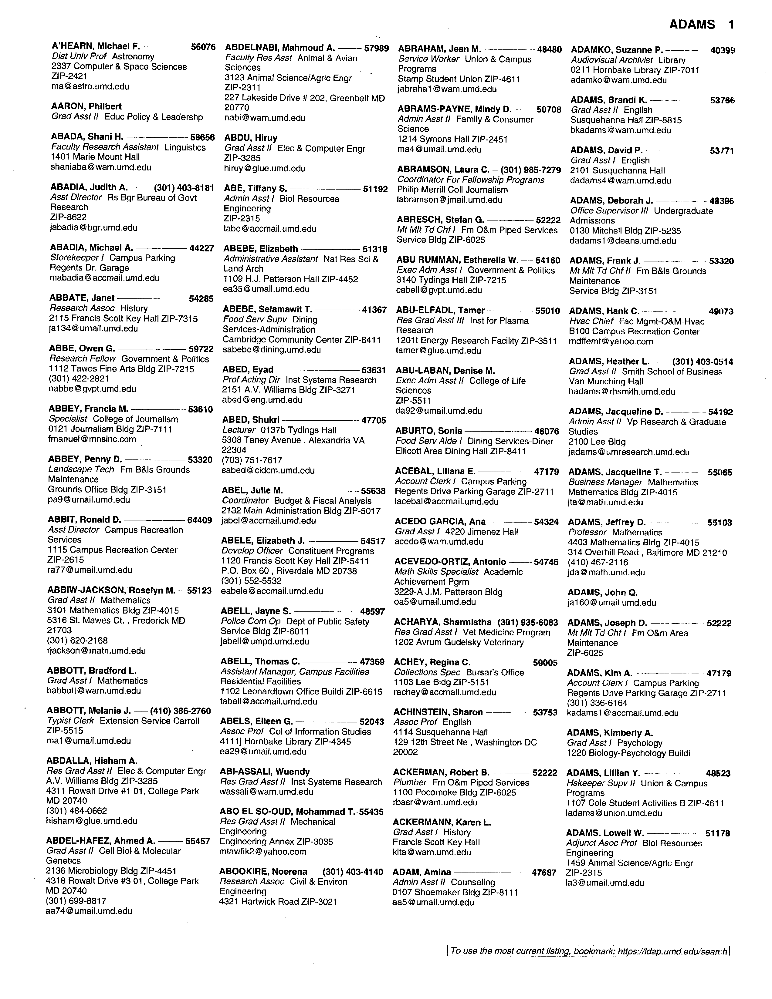 ADAMS 1
A'HEARN, Michael F. 56076
Dist Univ Prof Astronomy
2337 Computer & Space Sciences
ZIP-2421
ma@astro.umd.edu
AARON, Philbert
Grad Asst II Educ Policy & Leadershp
ABADA, Shani H. 58656
Faculty Research Assistant Linguistics
1401 Marie Mount Hall
shaniaba@wam.umd.edu
ABADIA, Judith A. (301) 403-8181
Asst Director Rs Bgr Bureau of Govt
Research
ZIP-8622
jabadia@bgr.umd.edu
ABADIA, Michael A. 44227
Storekeeper I Campus Parking
Regents Dr. Garage
mabadia@accmail.umd.edu
ABBATE, Janet 54285
Research Assoc History
2115 Francis Scott Key Hall ZIP-7315
ja134@umail.umd.edu
ABBE, Owen G. 59722
Research Fellow Government & Politics
1112 Tawes Fine Arts Bldg ZIP-7215
(301) 422-2821
oabbe@gvpt.umd.edu
ABBEY, Francis M. 53610
Specialist College of Journalism
0121 Journalism Bldg ZIP-7111
fmanuel@mnsinc.com
ABBEY, Penny D. 53320
Landscape Tech Fm B&ls Grounds
Maintenance
Grounds Office Bldg ZIP-3151
pa9@umail.umd.edu
ABBIT, Ronald D. 64409
Asst Director Campus Recreation
Services
1115 Campus Recreation Center
ZIP-2615
ra77@umail.umd.edu
ABBIW-JACKSON, Roselyn M. 55123
Grad Asst II Mathematics
3101 Mathematics Bldg ZIP-4015
5316 St. Mawes Ct. , Frederick MD
21703
(301) 620-2168
rjackson@math.umd.edu
ABBOTT, Bradford L.
Grad Asst I Mathematics
babbott@wam.umd.edu
ABBOTT, Melanie J. (410) 386-2760
Typist Clerk Extension Service Carroll
ZIP-5515
ma1@umail.umd.edu
ABDALLA, Hisham A.
Res Grad Asst II Elec & Computer Engr
A.V. Williams Bldg ZIP-3285
4311 Rowalt Drive #1 01, College Park
MD 20740
(301) 484-0662
hisham@glue.umd.edu
ABDEL-HAFEZ, Ahmed A. 55457
Grad Asst II Cell Biol & Molecular
Genetics
2136 Microbiology Bldg ZIP-4451
4318 Rowalt Drive #3 01, College Park
MD 20740
(301) 699-8817
aa74@umail.umd.edu
ABDELNABI, Mahmoud A. 57989
Faculty Res Asst Animal & Avian
Sciences
3123 Animal Science/Agric Engr
ZIP-2311
227 Lakeside Drive # 202, Greenbelt MD
20770
nabi@wam.umd.edu
ABDU, Hiruy
Grad Asst II Elec & Computer Engr
ZIP-3285
hiruy@glue.umd.edu
ABE, Tiffany S. 51192
Admin Asst I Biol Resources
Engineering
ZIP-2315
tabe@accmail.umd.edu
ABEBE, Elizabeth 51318
Administrative Assistant Nat Res Sci &
Land Arch
1109 H.J. Patterson Hall ZIP-4452
ea35@umail.umd.edu
ABEBE, Selamawit T. 41367
Food Serv Supv Dining
Services-Administration
Cambridge Community Center ZIP-8411
sabebe@dining.umd.edu
ABED, Eyad 53631
Prof Acting Dir Inst Systems Research
2151 A.V. Williams Bldg ZIP-3271
abed@eng.umd.edu
ABED, Shukri 47705
Lecturer 0137b Tydings Hall
5308 Taney Avenue , Alexandria VA
22304
(703) 751-7617
sabed@cidcm.umd.edu
ABEL, Julie M. 55638
Coordinator Budget & Fiscal Analysis
2132 Main Administration Bldg ZIP-5017
jabel@accmail.umd.edu
ABELE, Elizabeth J. 54517
Develop Officer Constituent Programs
1120 Francis Scott Key Hall ZIP-5411
P.O. Box 60 , Riverdale MD 20738
(301) 552-5532
eabele@accmail.umd.edu
ABELL, Jayne S. 48597
Police Com Op Dept of Public Safety
Service Bldg ZIP-6011
jabell@umpd.umd.edu
ABELL, Thomas C. 47369
Assistant Manager, Campus Facilities
Residential Facilities
1102 Leonardtown Office Buildi ZIP-6615
tabell@accmail.umd.edu
ABELS, Eileen G. 52043
Assoc Prof Col of Information Studies
4111j Hornbake Library ZIP-4345
ea29@umail.umd.edu
ABI-ASSALI, Wuendy
Res Grad Asst II Inst Systems Research
wassali@wam.umd.edu
ABO EL SO-OUD, Mohammad T. 55435
Res Grad Asst II Mechanical
Engineering
Engineering Annex ZIP-3035
mtawfik2@yahoo.com
ABOOKIRE, Noerena (301) 403-4140
Research Assoc Civil & Environ
Engineering
4321 Hartwick Road ZIP-3021
ABRAHAM, Jean M. 48480
Service Worker Union & Campus
Programs
Stamp Student Union ZIP-4611
jabraha1@wam.umd.edu
ABRAMS-PAYNE, Mindy D. 50708
Admin Asst II Family & Consumer
Science
1214 Symons Hall ZIP-2451
ma4@umail.umd.edu
ABRAMSON, Laura C. (301) 985-7279
Coordinator For Fellowship Programs
Philip Merrill Coll Journalism
labramson@jmail.umd.edu
ABRESCH, Stefan G. 52222
Mt Mlt Td Chf I Fm O&m Piped Services
Service Bldg ZIP-6025
ABU RUMMAN, Estherella W. 54160
Exec Adm Asst I Government & Politics
3140 Tydings Hall ZIP-7215
cabell@gvpt.umd.edu
ABU-ELFADL, Tamer 55010
Res Grad Asst III Inst for Plasma
Research
1201t Energy Research Facility ZIP-3511
tamer@glue.umd.edu
ABU-LABAN, Denise M.
Exec Adm Asst II College of Life
Sciences
ZIP-5511
da92@umail.umd.edu
ABURTO, Sonia 48076
Food Serv Aide I Dining Services-Diner
Ellicott Area Dining Hall ZIP-8411
ACEBAL, Liliana E. 47179
Account Clerk I Campus Parking
Regents Drive Parking Garage ZIP-2711
lacebal@accmail.umd.edu
ACEDO GARCIA, Ana 54324
Grad Asst I 4220 Jimenez Hall
acedo@wam.umd.edu
ACEVEDO-ORTIZ, Antonio 54746
Math Skills Specialist Academic
Achievement Pgrm
3229-A J.M. Patterson Bldg
oa5@umail.umd.edu
ACHARYA, Sharmistha (301) 935-6083
Res Grad Asst I Vet Medicine Program
1202 Avrum Gudelsky Veterinary
ACHEY, Regina C. 59005
Collections Spec Bursar's Office
1103 Lee Bldg ZIP-5151
rachey@accmail.umd.edu
ACHINSTEIN, Sharon 53753
Assoc Prof English
4114 Susquehanna Hall
129 12th Street Ne , Washington DC
20002
ACKERMAN, Robert B. 52222
Plumber Fm O&m Piped Services
1100 Pocomoke Bldg ZIP-6025
rbasr@wam.umd.edu
ACKERMANN, Karen L.
Grad Asst I History
Francis Scott Key Hall
klta@wam.umd.edu
ADAM, Amina 47687
Admin Asst II Counseling
0107 Shoemaker Bldg ZIP-8111
aa5@umail.umd.edu
ADAMKO, Suzanne P. 40399
Audiovisual Archivist Library
0211 Hornbake Library ZIP-7011
adamko@wam.umd.edu
ADAMS, Brandi K. 53766
Grad Asst II English
Susquehanna Hall ZIP-8815
bkadams@wam.umd.edu
ADAMS, David P. 53771
Grad Asst I English
2101 Susquehanna Hall
dadams4@wam.umd.edu
ADAMS, Deborah J. 48396
Office Supervisor III Undergraduate
Admissions
0130 Mitchell Bldg ZIP-5235
dadams1@deans.umd.edu
ADAMS, Frank J. 53320
Mt Mlt Td Chf II Fm B&ls Grounds
Maintenance
Service Bldg ZIP-3151
ADAMS, Hank C. 49073
Hvac Chief Fac Mgmt-O&M-Hvac
B100 Campus Recreation Center
mdffemt@yahoo.com
ADAMS, Heather L. (301) 403-0514
Grad Asst II Smith School of Business
Van Munching Hall
hadams@rhsmith.umd.edu
ADAMS, Jacqueline D. 54192
Admin Asst II Vp Research & Graduate
Studies
2100 Lee Bldg
jadams@umresearch.umd.edu
ADAMS, Jacqueline T. 55065
Business Manager Mathematics
Mathematics Bldg ZIP-4015
jta@math.umd.edu
ADAMS, Jeffrey D. 55103
Professor Mathematics
4403 Mathematics Bldg ZIP-4015
314 Overhill Road , Baltimore MD 21210
(410) 467-2116
jda@math.umd.edu
ADAMS, John Q.
ja160@umail.umd.edu
ADAMS, Joseph D. 52222
Mt Mlt Td Chf I Fm O&m Area
Maintenance
ZIP-6025
ADAMS, Kim A. 47179
Account Clerk I Campus Parking
Regents Drive Parking Garage ZIP-2711
(301) 336-6164
kadams1@accmail.umd.edu
ADAMS, Kimberly A.
Grad Asst I Psychology
1220 Biology-Psychology Buildi
ADAMS, Lillian Y. 48523
Hskeeper Supv II Union & Campus
Programs
1107 Cole Student Activities B ZIP-4611
ladams@union.umd.edu
ADAMS, Lowell W. 51178
Adjunct Asoc Prof Biol Resources
Engineering
1459 Animal Science/Agric Engr
ZIP-2315
la3@umail.umd.edu
To use the most current listing, bookmark: https://ldap.umd.edu/search